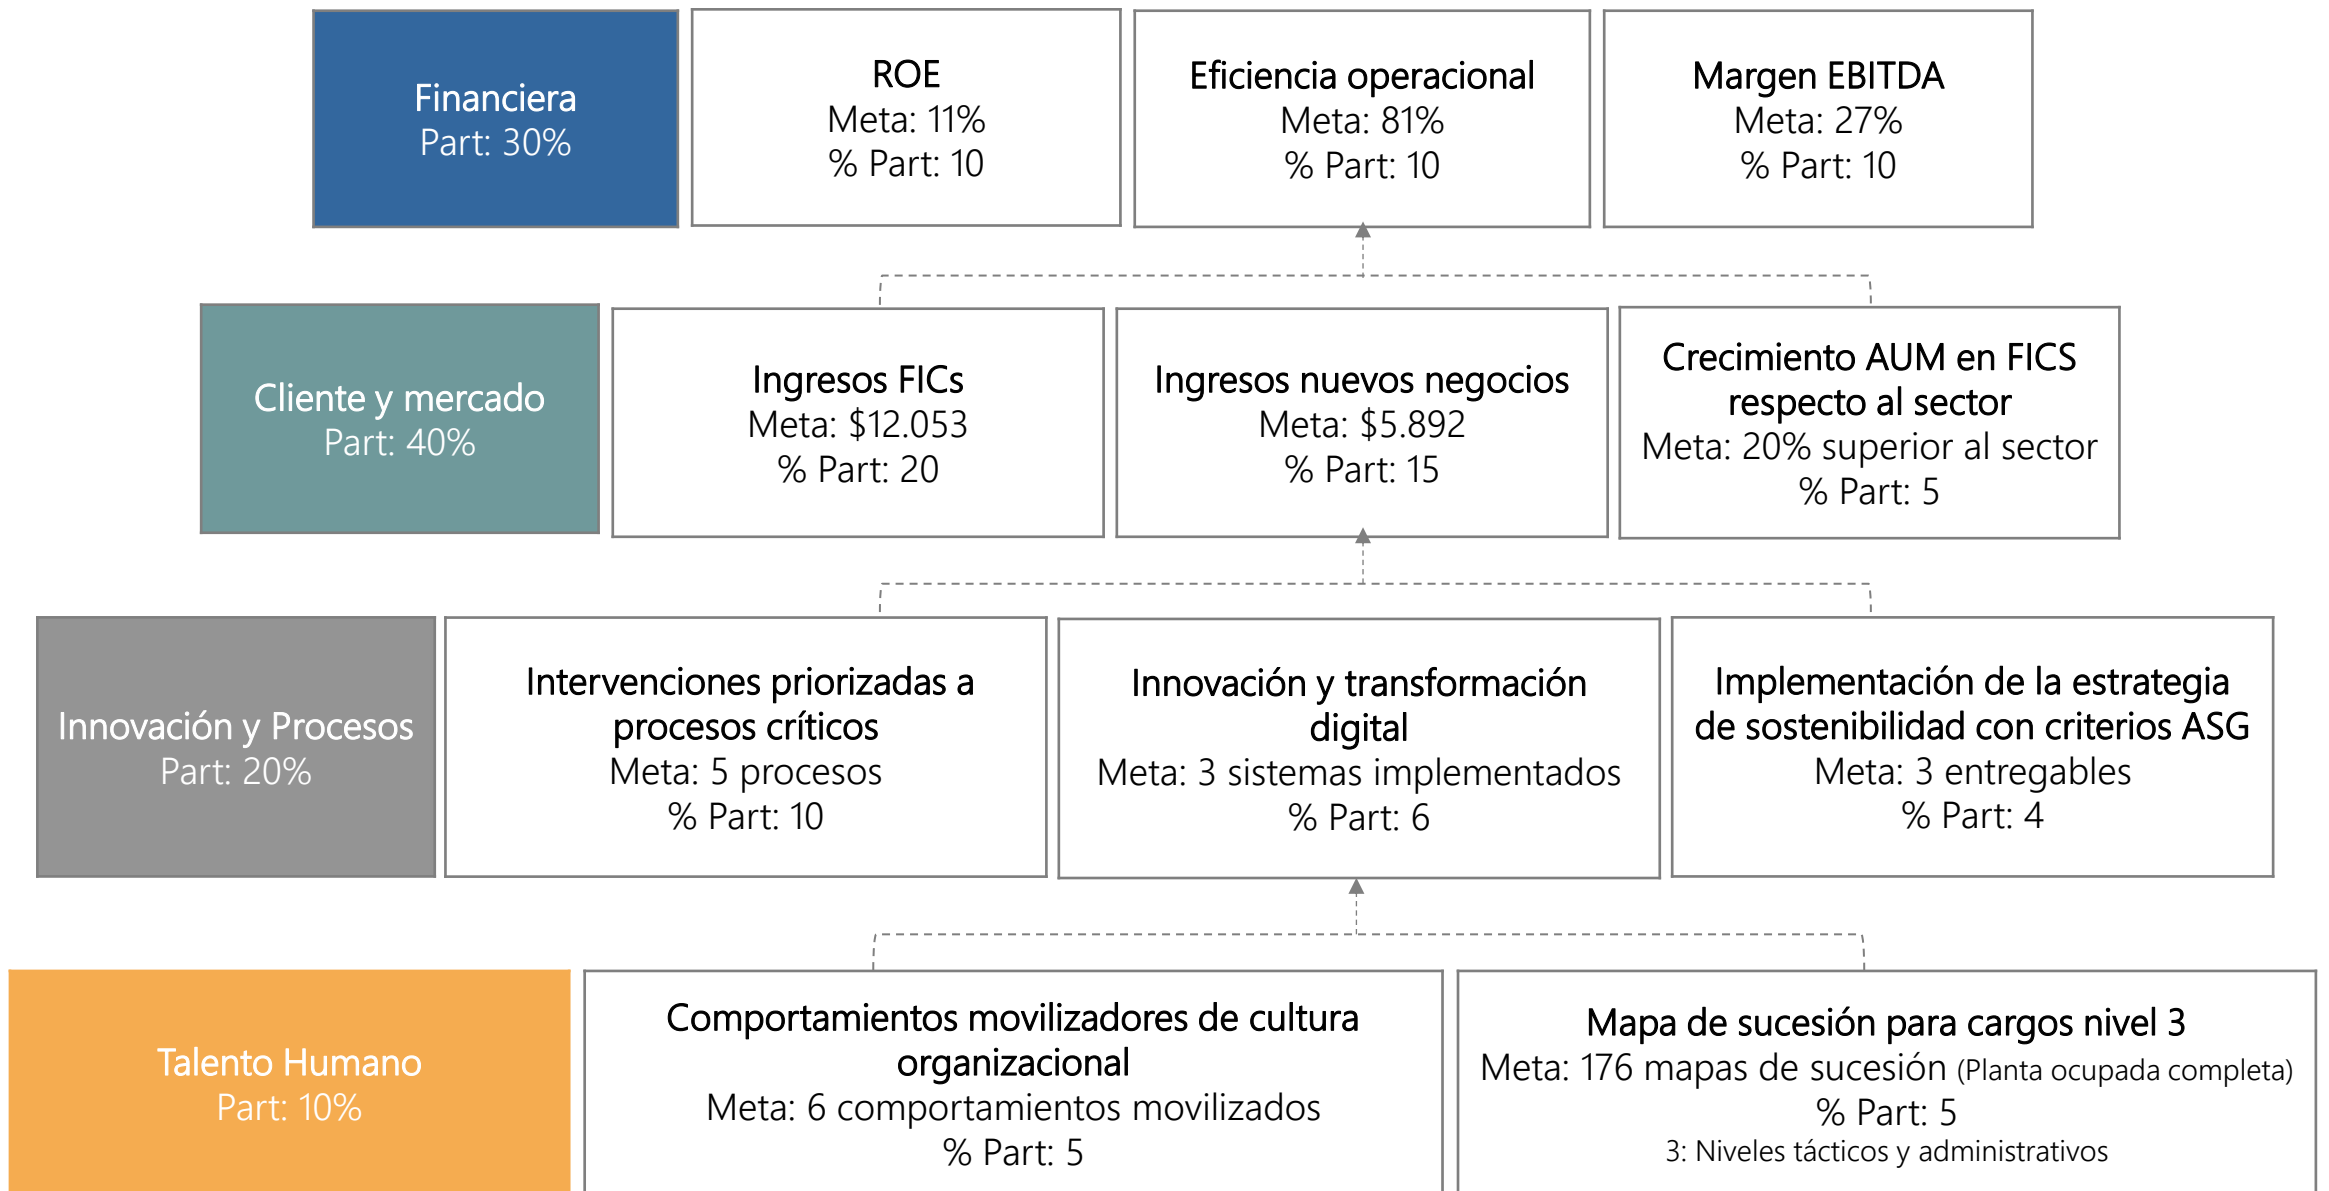 Financiera
Part: 30%
ROE
Meta: 11%
% Part: 10
Eficiencia operacional
Meta: 81%
% Part: 10
Margen EBITDA
Meta: 27%
% Part: 10
Cliente y mercado
Part: 40%
Ingresos FICs
Meta: $12.053
% Part: 20
Ingresos nuevos negocios
Meta: $5.892
% Part: 15
Crecimiento AUM en FICS
respecto al sector
Meta: 20% superior al sector
% Part: 5
Innovación y Procesos
Part: 20%
Intervenciones priorizadas a
procesos críticos
Meta: 5 procesos
% Part: 10
Innovación y transformación
digital
Meta: 3 sistemas implementados
% Part: 6
Implementación de la estrategia
de sostenibilidad con criterios ASG
Meta: 3 entregables
% Part: 4
Talento Humano
Part: 10%
Comportamientos movilizadores de cultura
organizacional
Meta: 6 comportamientos movilizados
% Part: 5
Mapa de sucesión para cargos nivel 3
Meta: 176 mapas de sucesión (Planta ocupada completa)
% Part: 5
3: Niveles tácticos y administrativos